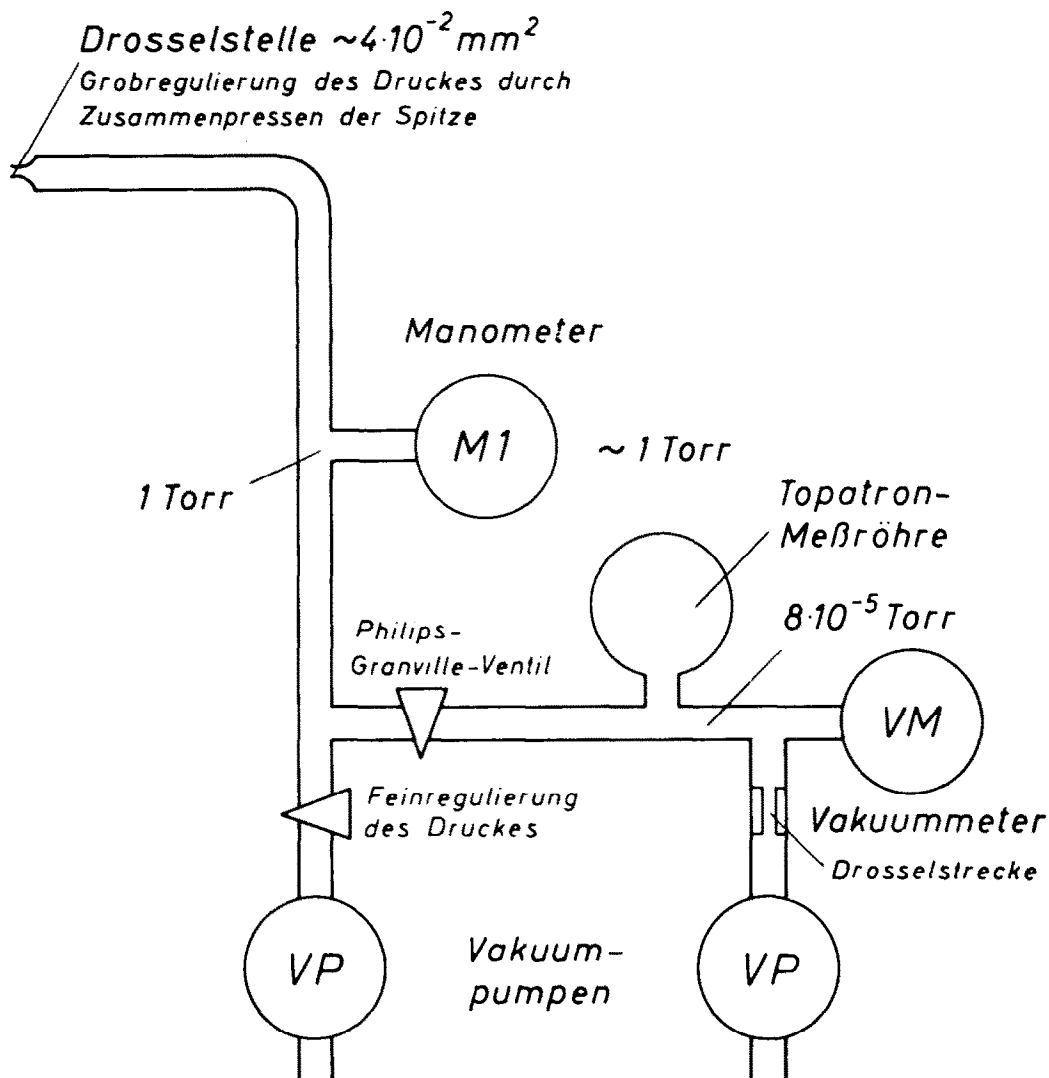 Drosselstelle ~4·10⁻² mm²
Grobregulierung des Druckes durch
Zusammenpressen der Spitze
Manometer
M1
~ 1 Torr
1 Torr
Topatron-
Meßröhre
8·10⁻⁵ Torr
Philips-
Granville-Ventil
VM
Feinregulierung
des Druckes
Vakuummeter
Drosselstrecke
VP
Vakuum-
pumpen
VP